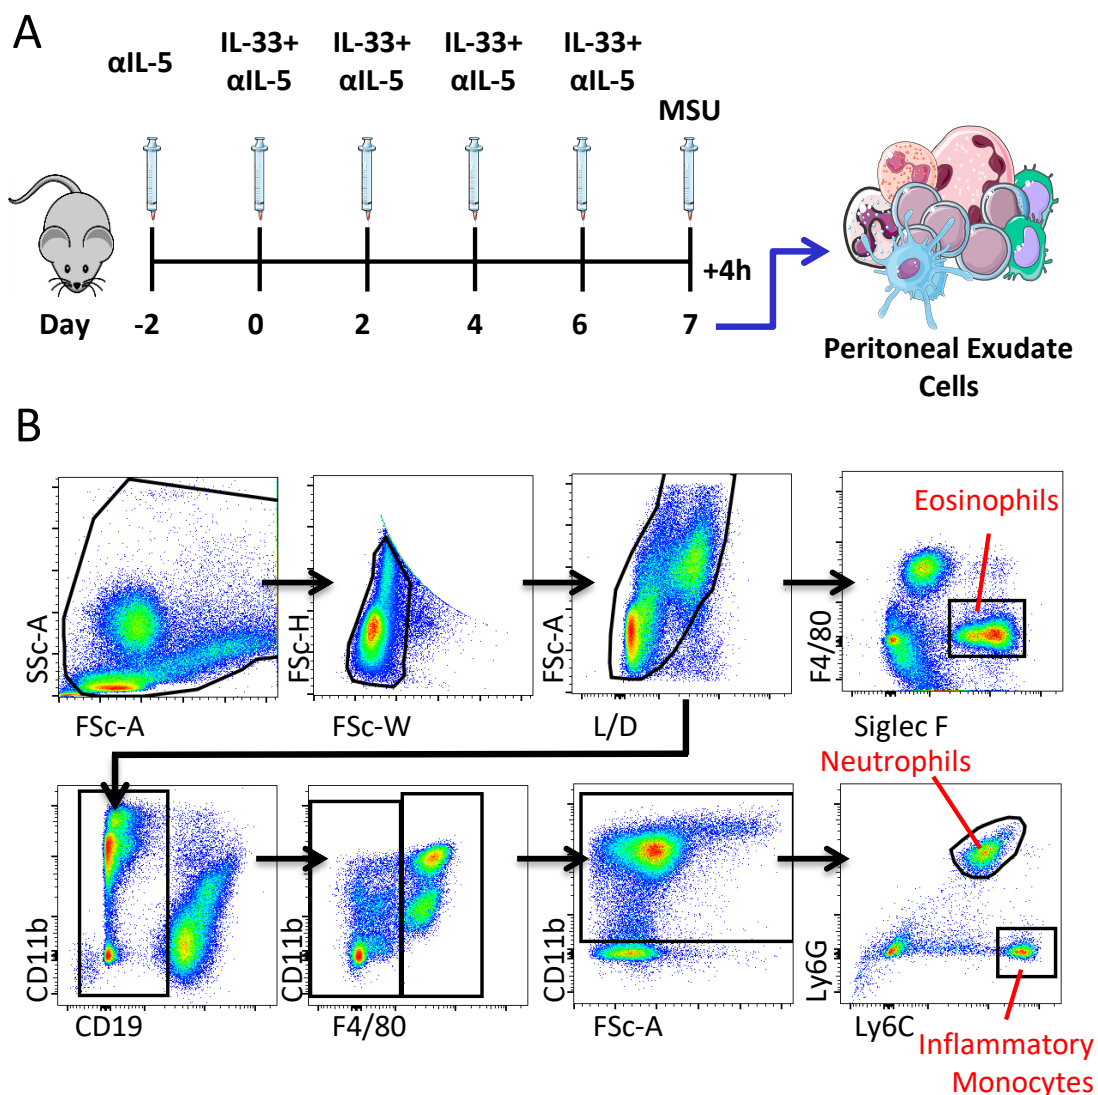 A
αIL-5
IL-33+
αIL-5
IL-33+
αIL-5
IL-33+
αIL-5
IL-33+
αIL-5
MSU
+4h
Day
-2
0
2
4
6
7
Peritoneal Exudate
Cells
B
SSc-A
FSc-A
FSc-H
FSc-W
FSc-A
L/D
Eosinophils
F4/80
Siglec F
CD11b
CD19
CD11b
F4/80
CD11b
FSc-A
Neutrophils
Ly6G
Ly6C
Inflammatory
Monocytes